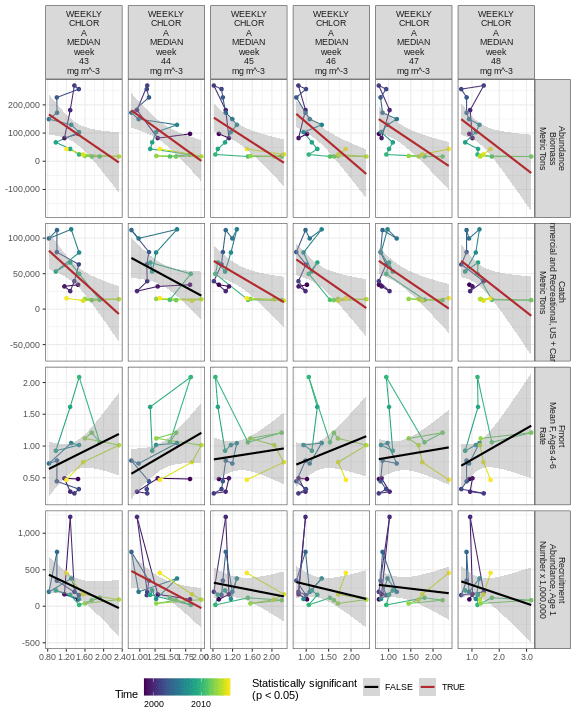 WEEKLY
CHLOR
A
MEDIAN
week
43
mg m^-3
WEEKLY
CHLOR
A
MEDIAN
week
44
mg m^-3
WEEKLY
CHLOR
A
MEDIAN
week
45
mg m^-3
WEEKLY
CHLOR
A
MEDIAN
week
46
mg m^-3
WEEKLY
CHLOR
A
MEDIAN
week
47
mg m^-3
WEEKLY
CHLOR
A
MEDIAN
week
48
mg m^-3
200,000
100,000
0
-100,000
Abundance
Biomass
Metric Tons
100,000
50,000
0
-50,000
Catch
mmercial and Recreational, US + Ca
Metric Tons
2.00
1.50
1.00
0.50
Fmort
Mean F, Ages 4-6
Rate
1,000
500
0
-500
Recruitment
Abundance, Age 1
Number x 1,000,000
0.80 1.20 1.60 2.00 2.40
1.00 1.25 1.50 1.75 2.00
0.80 1.20 1.60 2.00
1.00 1.50 2.00
1.00 1.50 2.00
1.0 2.0 3.0
Time
2000 2010
Statistically significant
(p < 0.05)
FALSE
TRUE